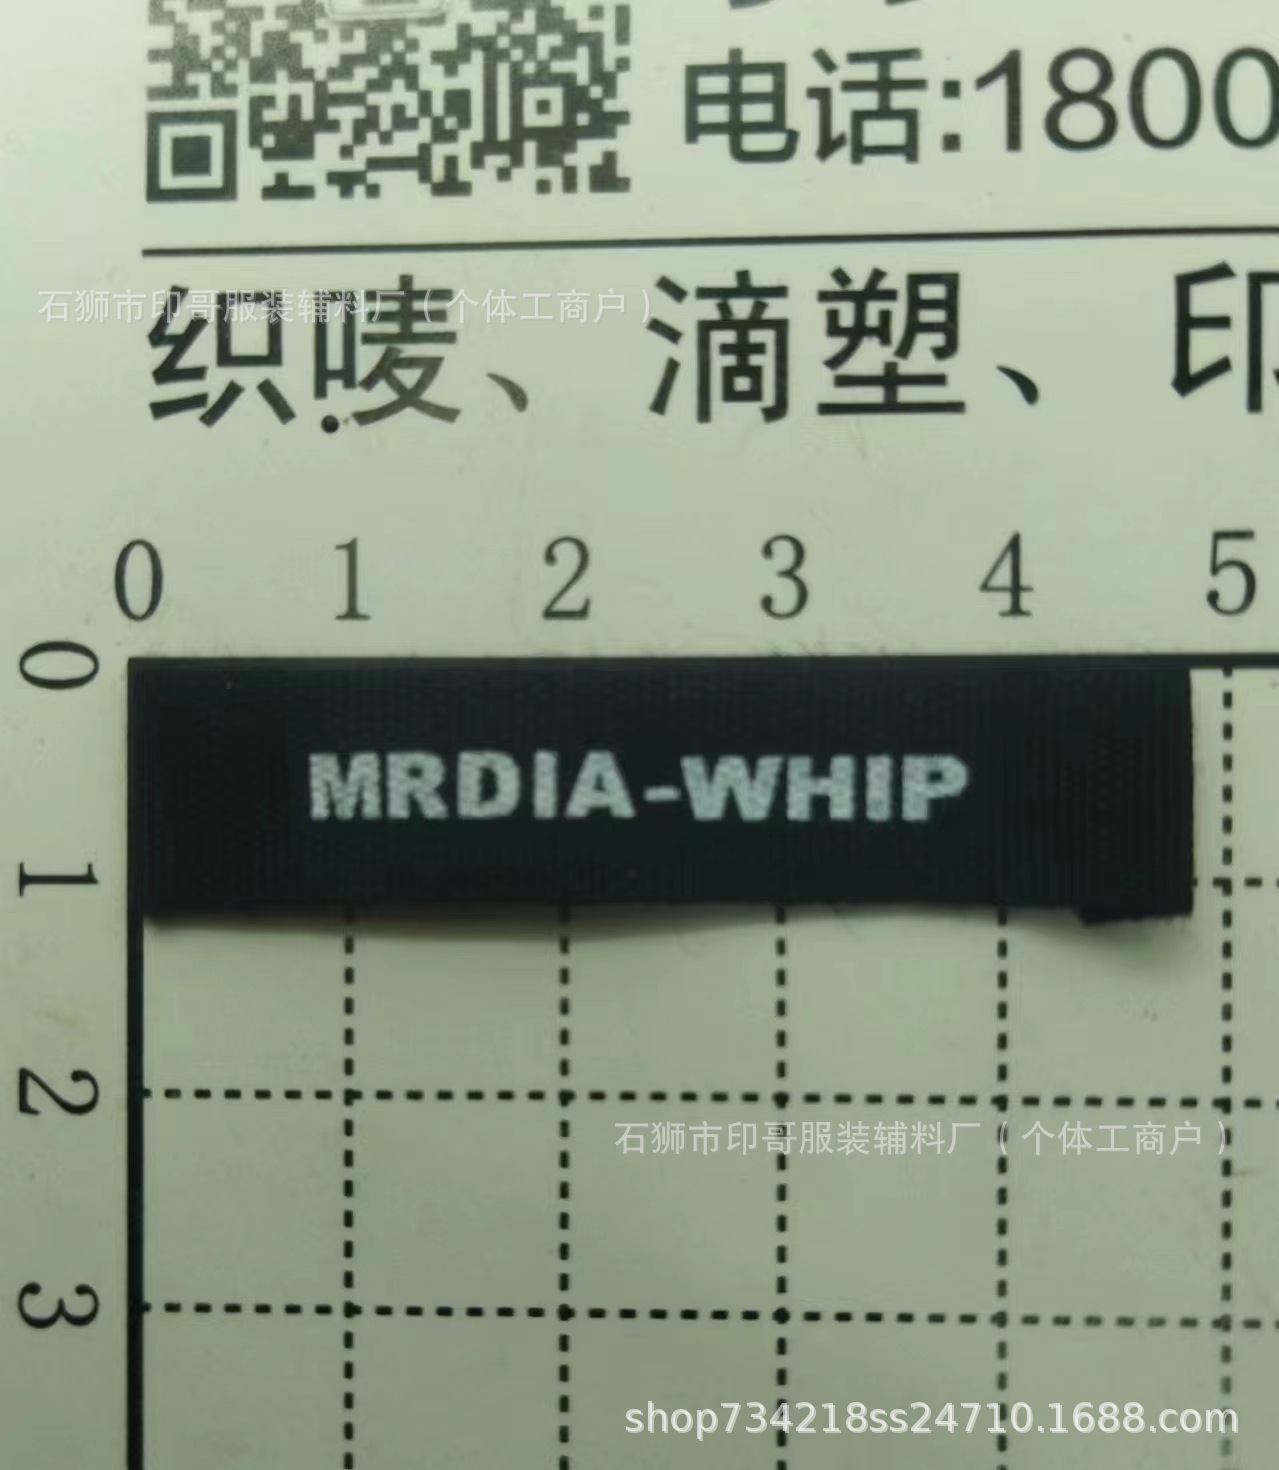 电话:1800
石狮市印哥服装辅料厂(个体工商户)
织唛、滴塑、印
0 1 2 3 4 5
0
MRDIA-WHIP
1
2
石狮市印哥服装辅料厂(个体工商户)
3
shop734218ss24710.1688.com